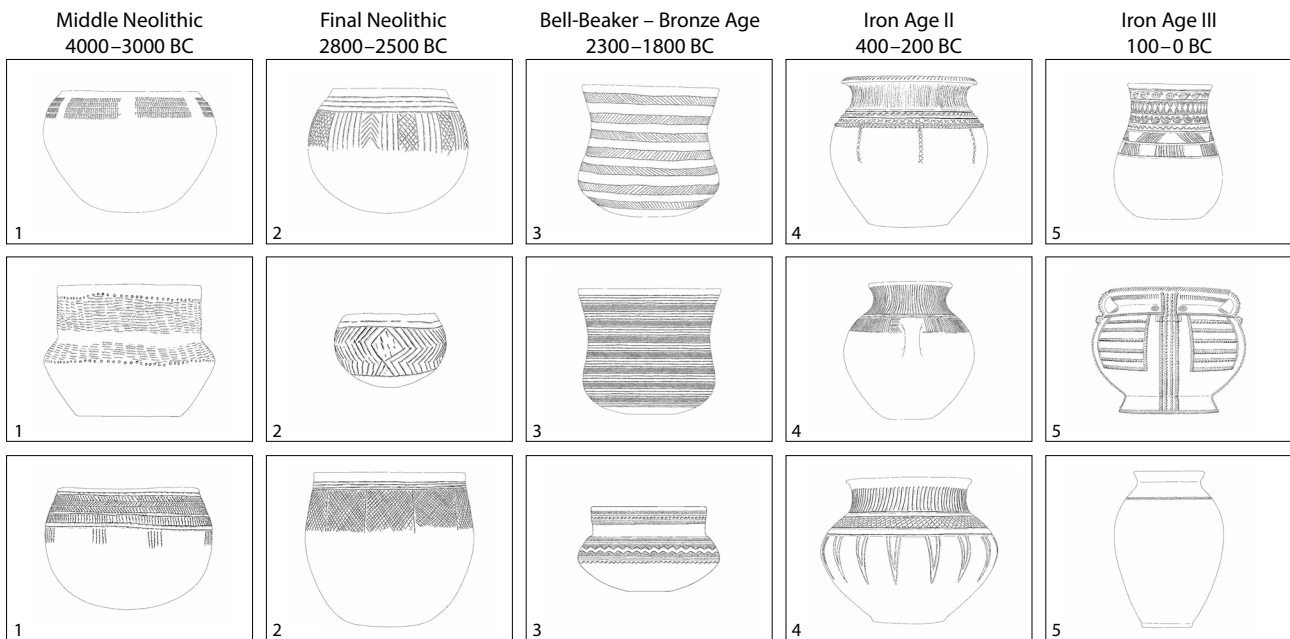 Middle Neolithic
4000–3000 BC
Final Neolithic
2800–2500 BC
Bell-Beaker – Bronze Age
2300–1800 BC
Iron Age II
400–200 BC
Iron Age III
100–0 BC
1
2
3
4
5
1
2
3
4
5
1
2
3
4
5